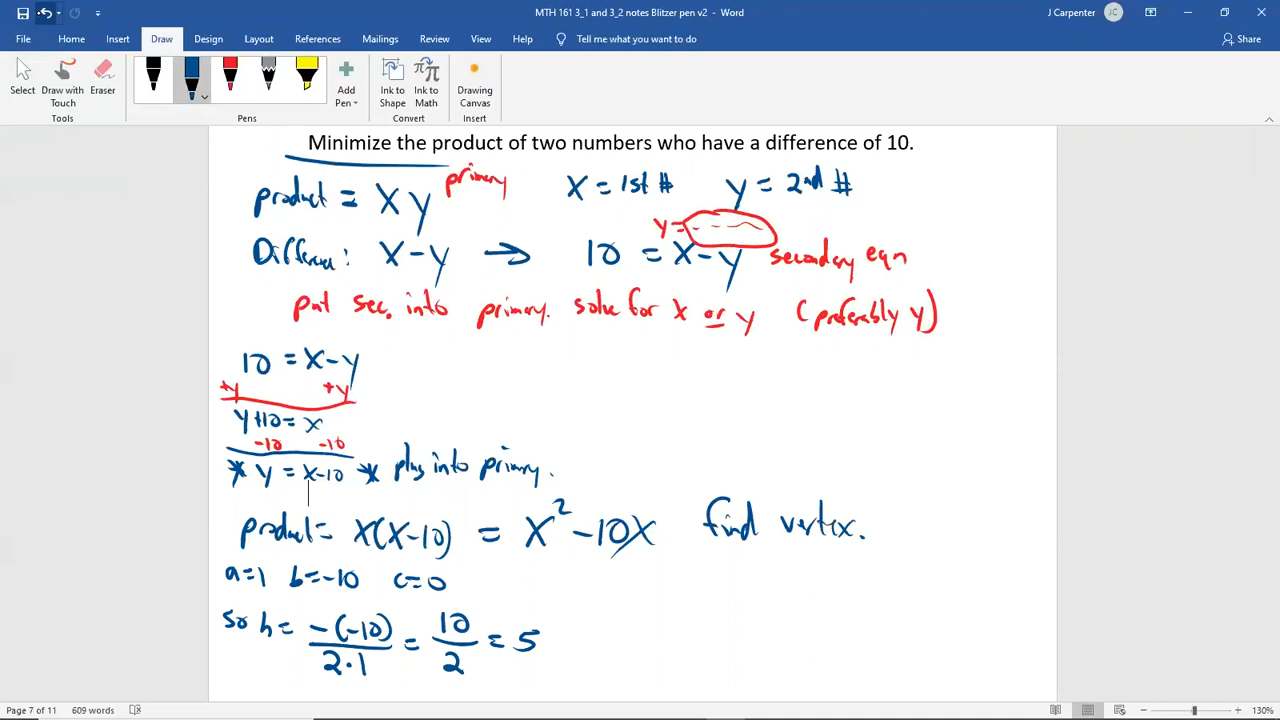 MTH 161 3_1 and 3_2 notes Blitzer pen v2 - Word
J Carpenter JC
File Home Insert Draw Design Layout References Mailings Review View Help Tell me what you want to do Share
Select Draw with Touch Eraser Add Pen Ink to Shape Ink to Math Drawing Canvas
Tools Pens Convert Insert
Minimize the product of two numbers who have a difference of 10.
product = xy primary x = 1st # y = 2nd #
y =
Difference: x-y → 10 = x-y secondary eqn
put sec. into primary. solve for x or y (preferably y)
10 = x-y
+y +y
y+10 = x
-10 -10
* y = x-10 * plug into primary.
product = x(x-10) = x² - 10x find vertex.
a=1 b=-10 c=0
so h = -(-10)/2·1 = 10/2 = 5
Page 7 of 11 609 words 130%